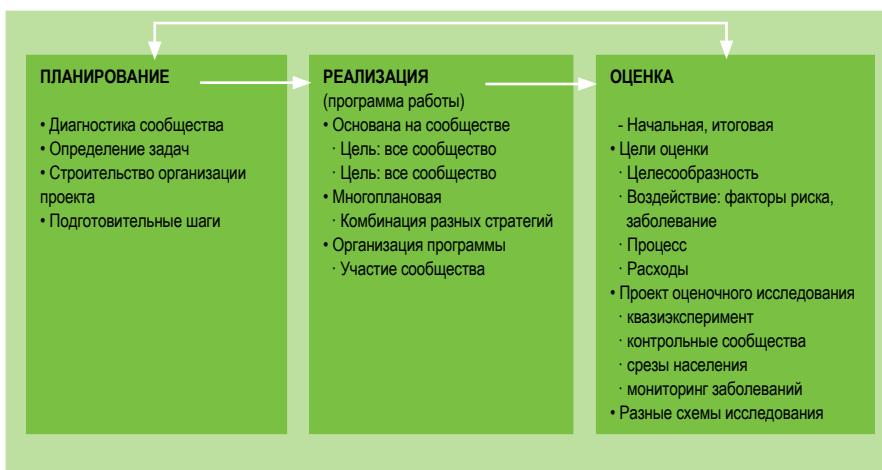 ПЛАНИРОВАНИЕ
• Диагностика сообщества
• Определение задач
• Строительство организации
проекта
• Подготовительные шаги
РЕАЛИЗАЦИЯ
(программа работы)
• Основана на сообществе
· Цель: все сообщество
· Цель: все сообщество
• Многоплановая
· Комбинация разных стратегий
• Организация программы
· Участие сообщества
ОЦЕНКА
- Начальная, итоговая
• Цели оценки
· Целесообразность
· Воздействие: факторы риска,
заболевание
· Процесс
· Расходы
• Проект оценочного исследования
· квазиэксперимент
· контрольные сообщества
· срезы населения
· мониторинг заболеваний
• Разные схемы исследования